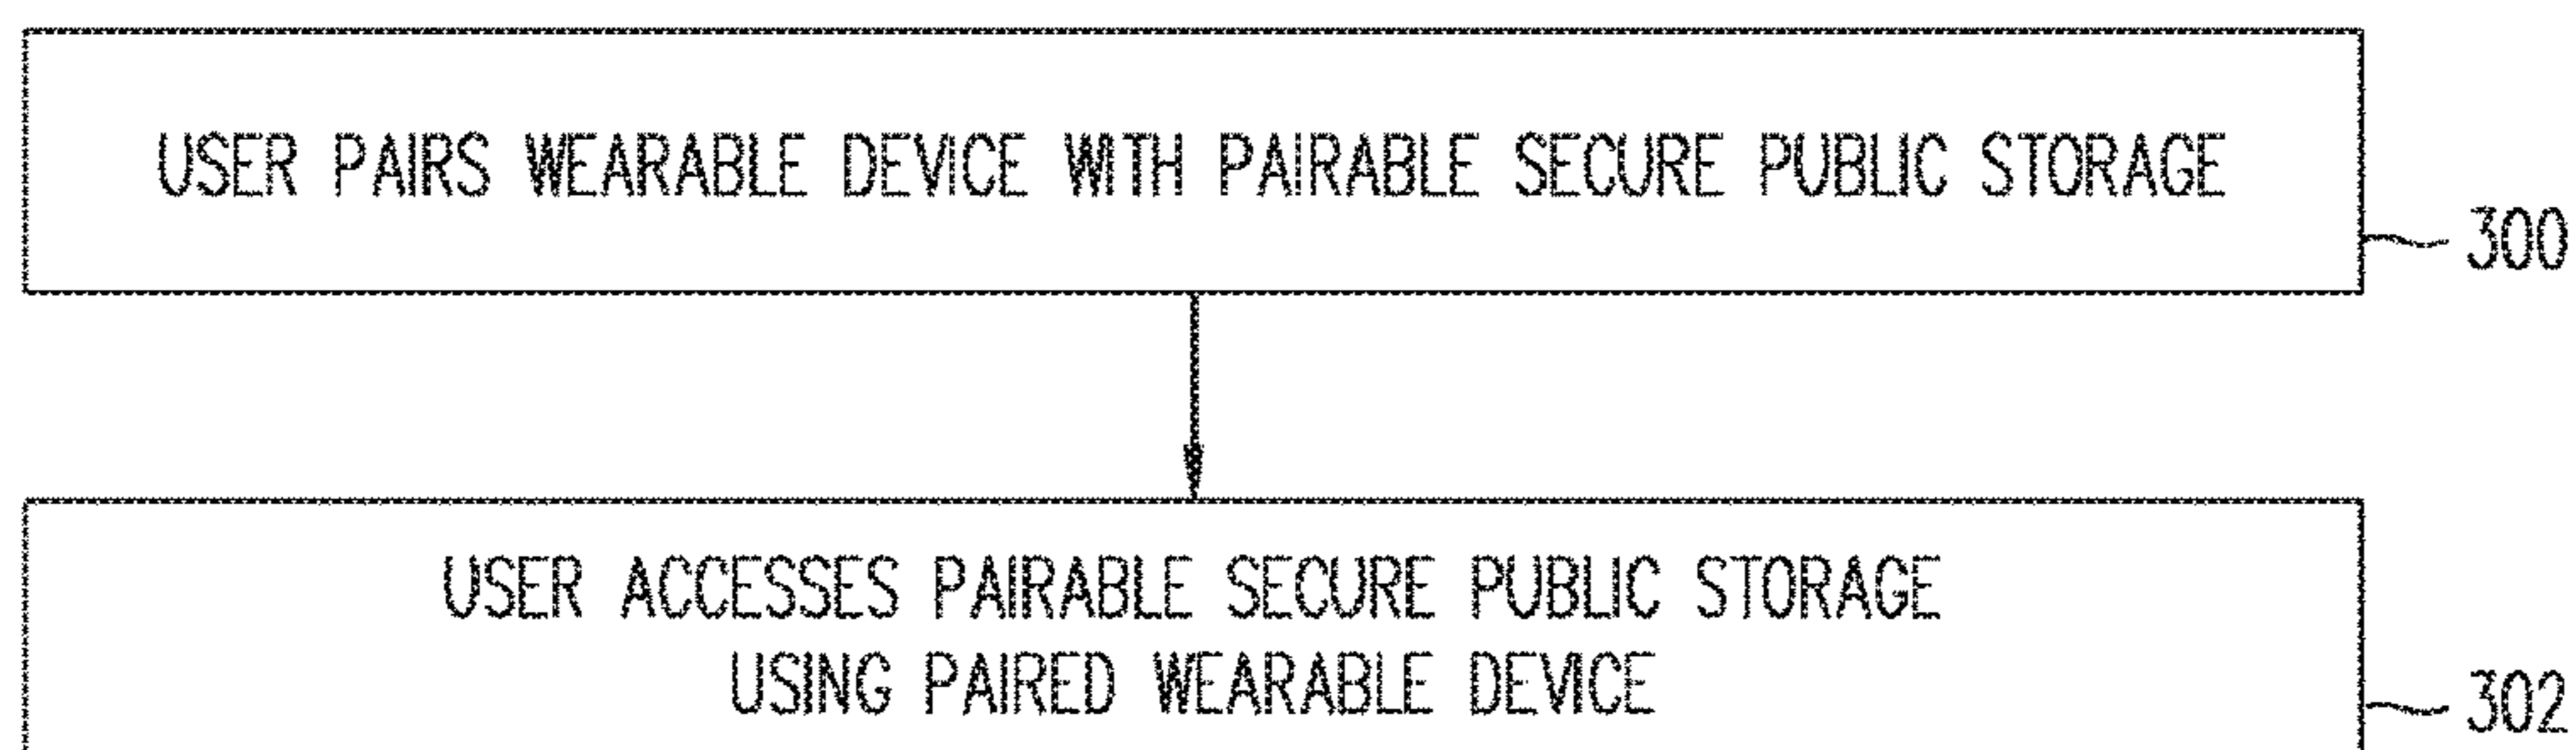 USER PAIRS WEARABLE DEVICE WITH PAIRABLE SECURE PUBLIC STORAGE
300
USER ACCESSES PAIRABLE SECURE PUBLIC STORAGE
USING PAIRED WEARABLE DEVICE
302